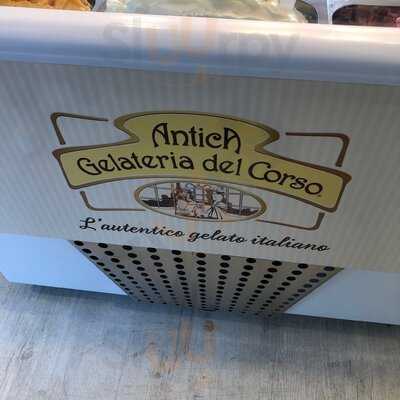 AnticA
Gelateria del Corso
L'autentico gelato italiano